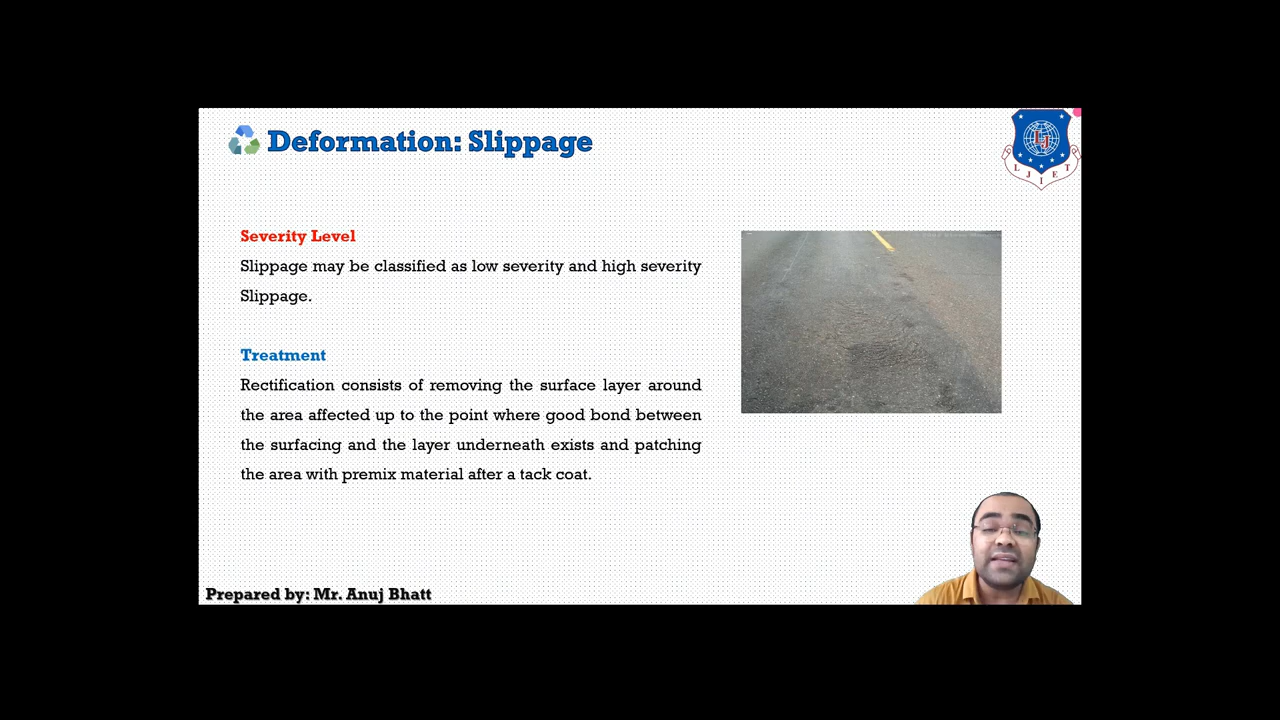 Deformation: Slippage
LJ
LJIET
Severity Level
Slippage may be classified as low severity and high severity
Slippage.
Treatment
Rectification consists of removing the surface layer around
the area affected up to the point where good bond between
the surfacing and the layer underneath exists and patching
the area with premix material after a tack coat.
Prepared by: Mr. Anuj Bhatt